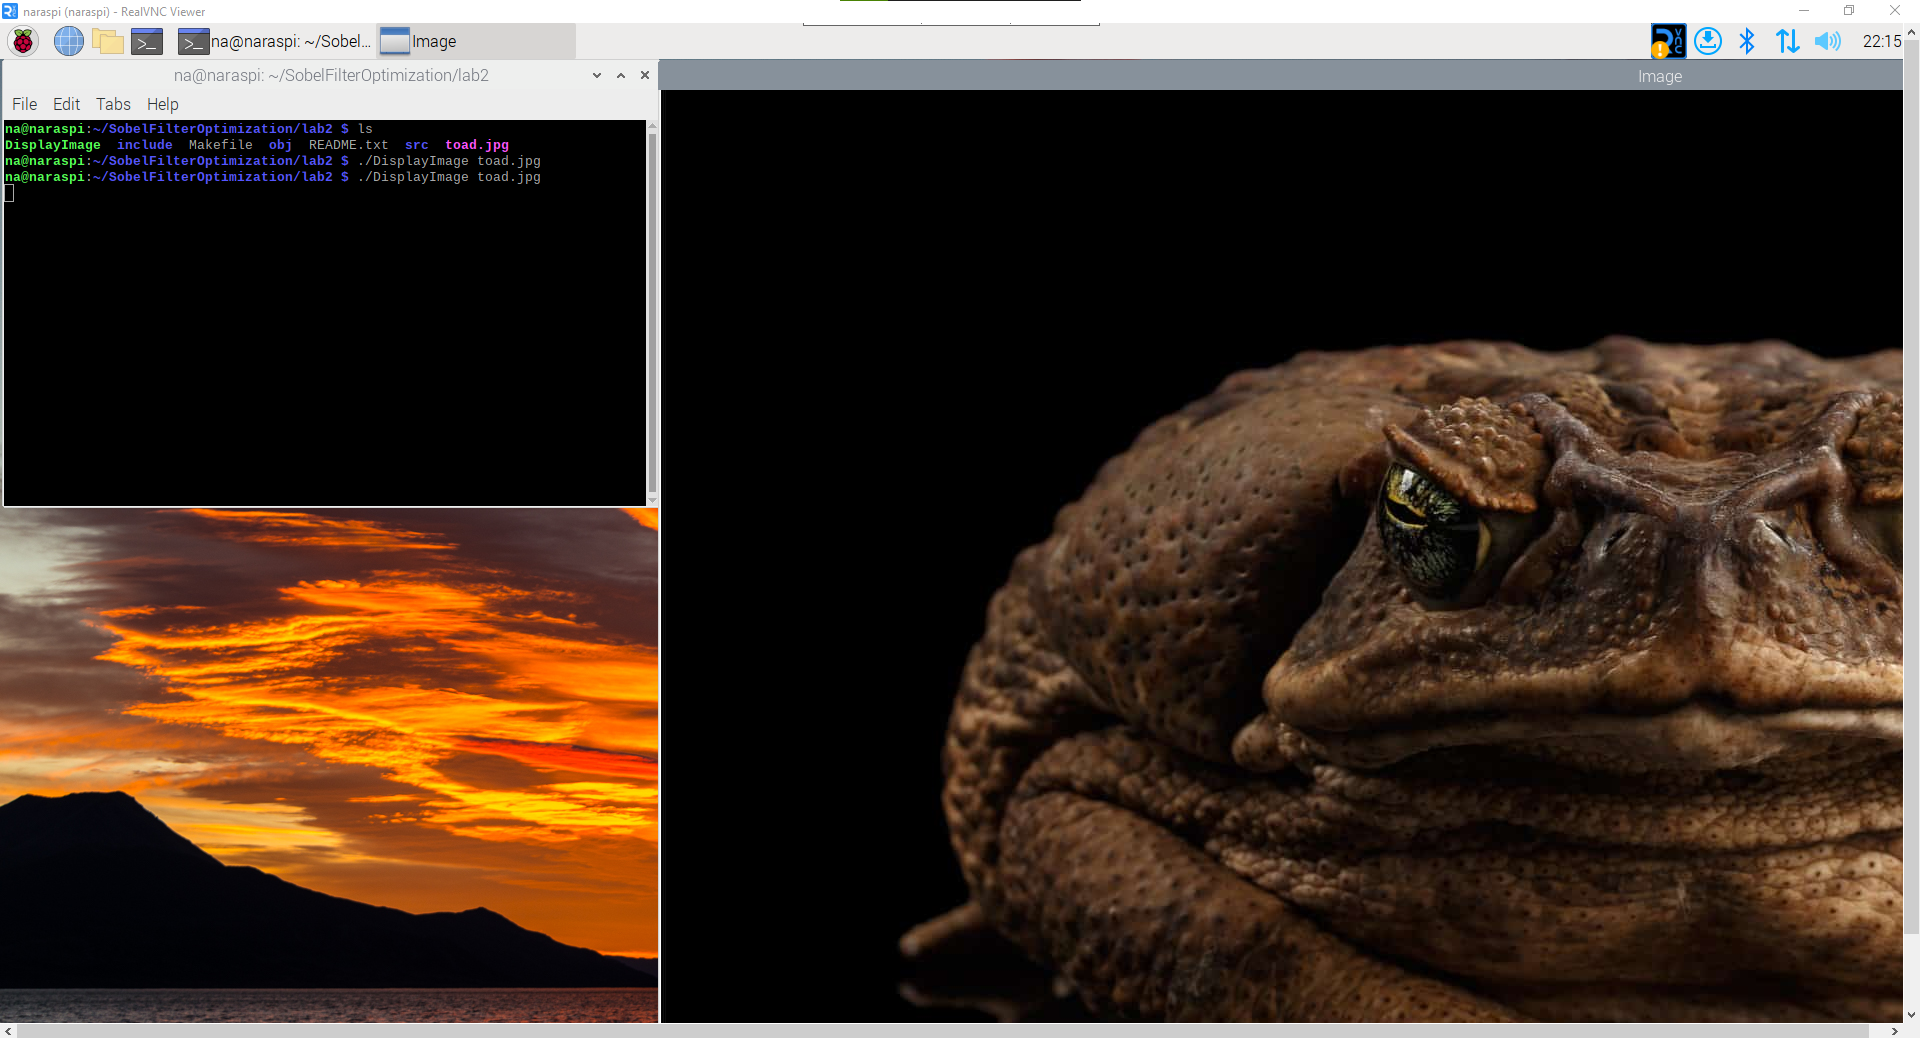 naraspi (naraspi) - RealVNC Viewer
na@naraspi: ~/Sobel... Image 22:15
na@naraspi: ~/SobelFilterOptimization/lab2
Image
File Edit Tabs Help
na@naraspi:~/SobelFilterOptimization/lab2 $ ls
DisplayImage include Makefile obj README.txt src toad.jpg
na@naraspi:~/SobelFilterOptimization/lab2 $ ./DisplayImage toad.jpg
na@naraspi:~/SobelFilterOptimization/lab2 $ ./DisplayImage toad.jpg